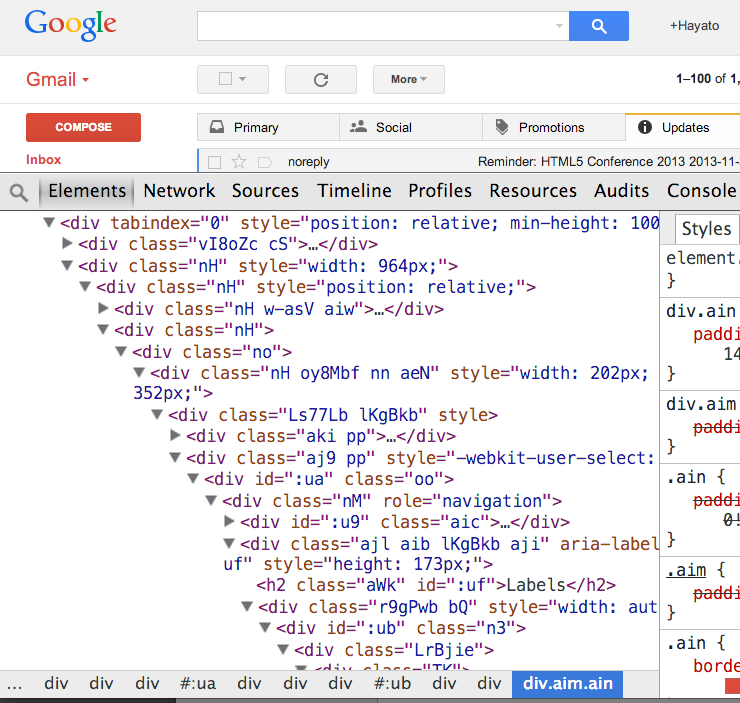 Google
+Hayato
Gmail
More
1–100 of 1,
COMPOSE
Primary
Social
Promotions
Updates
Inbox
noreply
Reminder: HTML5 Conference 2013 2013-11-
Elements Network Sources Timeline Profiles Resources Audits Console
<div tabindex="0" style="position: relative; min-height: 100
<div class="vI8oZc cS">…</div>
<div class="nH" style="width: 964px;">
<div class="nH" style="position: relative;">
<div class="nH w-asV aiw">…</div>
<div class="nH">
<div class="no">
<div class="nH oy8Mbf nn aeN" style="width: 202px;
352px;">
<div class="Ls77Lb lKgBkb" style>
<div class="aki pp">…</div>
<div class="aj9 pp" style="-webkit-user-select:
<div id=":ua" class="oo">
<div class="nM" role="navigation">
<div id=":u9" class="aic">…</div>
<div class="ajl aib lKgBkb aji" aria-label
uf" style="height: 173px;">
<h2 class="aWk" id=":uf">Labels</h2>
<div class="r9gPwb bQ" style="width: aut
<div id=":ub" class="n3">
<div class="LrBjie">
<div class="TK">
Styles
element.
}
div.ain
paddi
14
}
div.aim
paddi
}
.ain {
paddi
0!
}
.aim {
paddi
}
.ain {
borde
... div div div #:ua div div div #:ub div div div.aim.ain